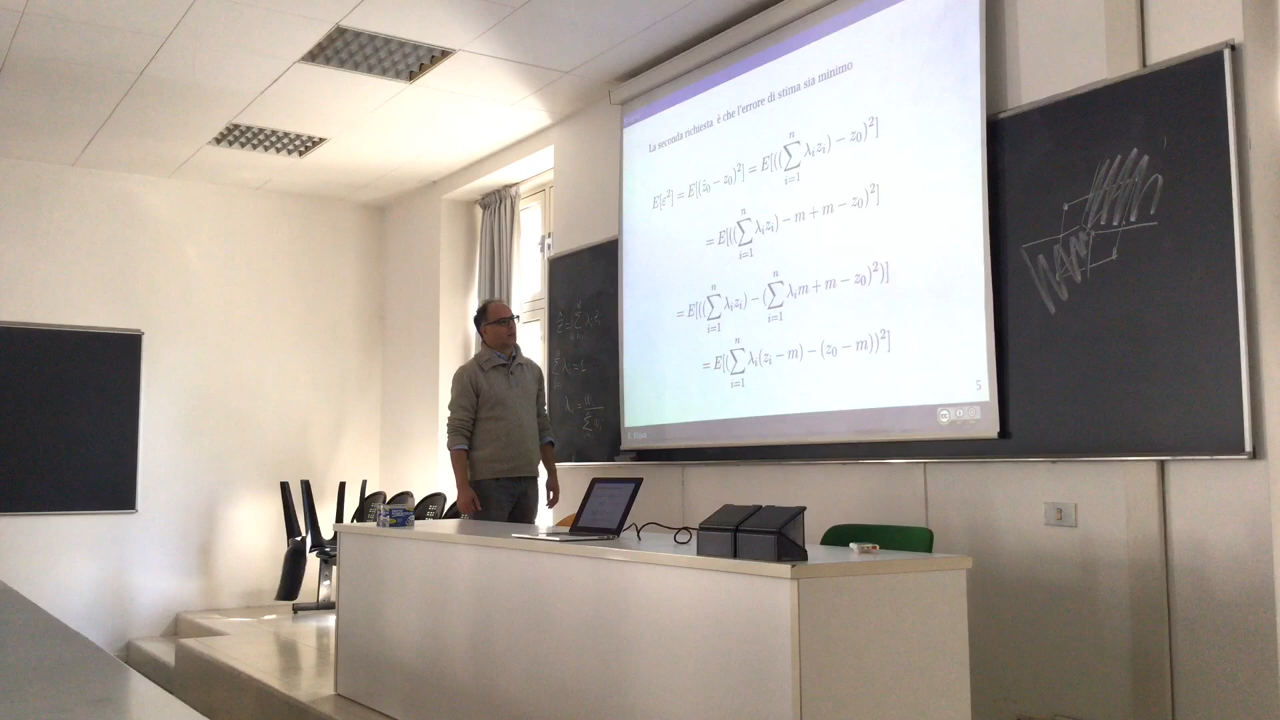 La seconda richiesta è che l'errore di stima sia minimo
E[ε²] = E[(ẑ₀ − z₀)²] = E[((∑ᵢ₌₁ⁿ λᵢzᵢ) − z₀)²]
= E[((∑ᵢ₌₁ⁿ λᵢzᵢ) − m + m − z₀)²]
= E[((∑ᵢ₌₁ⁿ λᵢzᵢ) − (∑ᵢ₌₁ⁿ λᵢm + m − z₀)²)]
= E[(∑ᵢ₌₁ⁿ λᵢ(zᵢ − m) − (z₀ − m))²]
5
cc